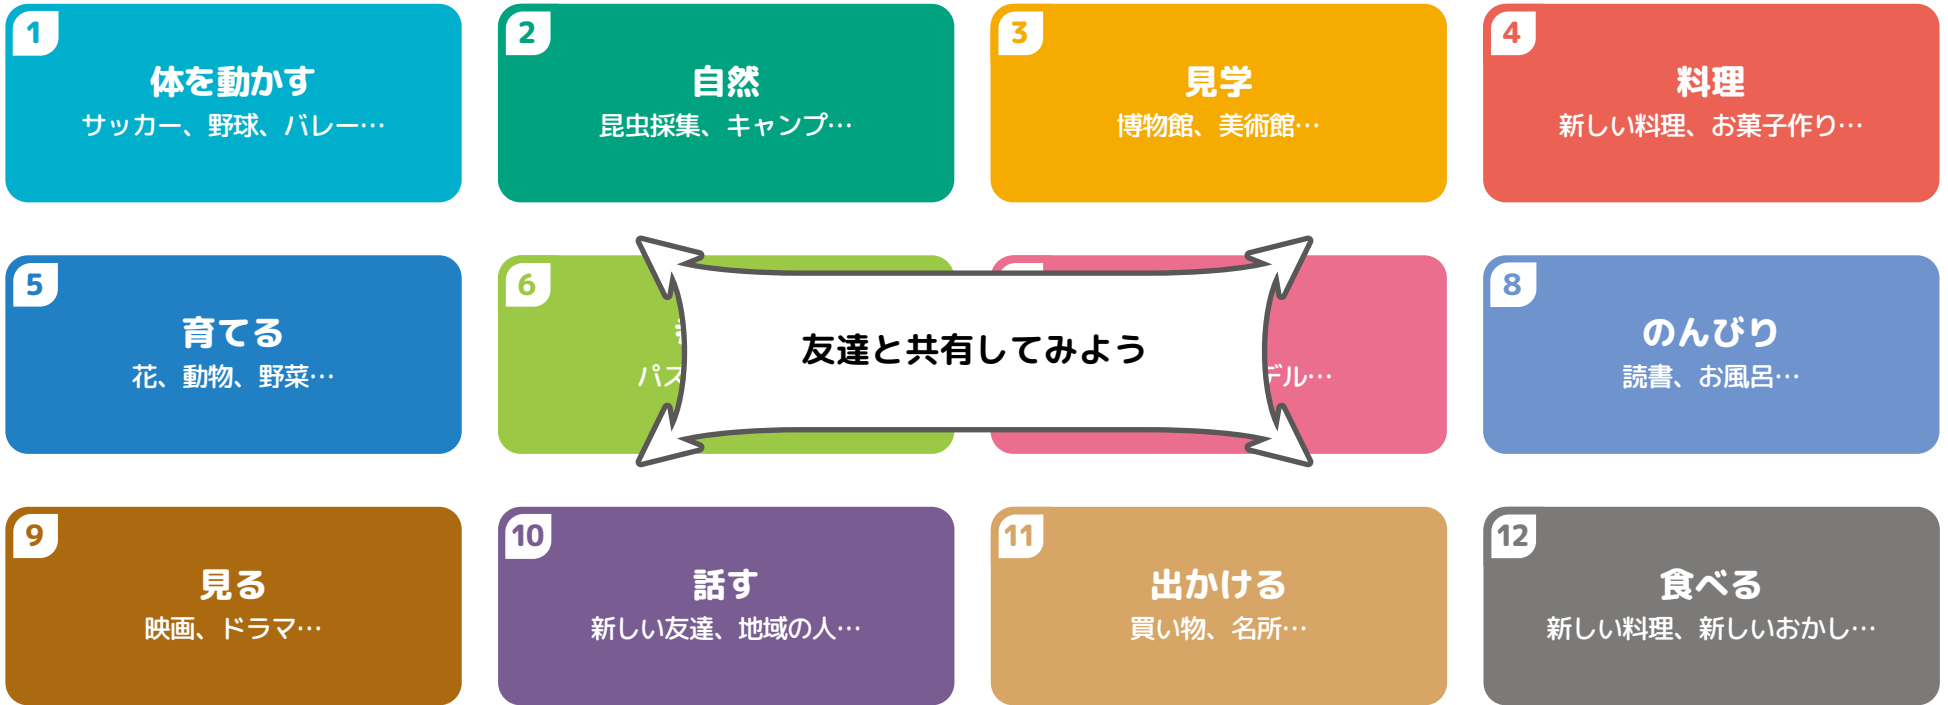 1
体を動かす
サッカー、野球、バレー…
2
自然
昆虫採集、キャンプ…
3
見学
博物館、美術館…
4
料理
新しい料理、お菓子作り…
5
育てる
花、動物、野菜…
6
パス
友達と共有してみよう
デル…
8
のんびり
読書、お風呂…
9
見る
映画、ドラマ…
10
話す
新しい友達、地域の人…
11
出かける
買い物、名所…
12
食べる
新しい料理、新しいおかし…